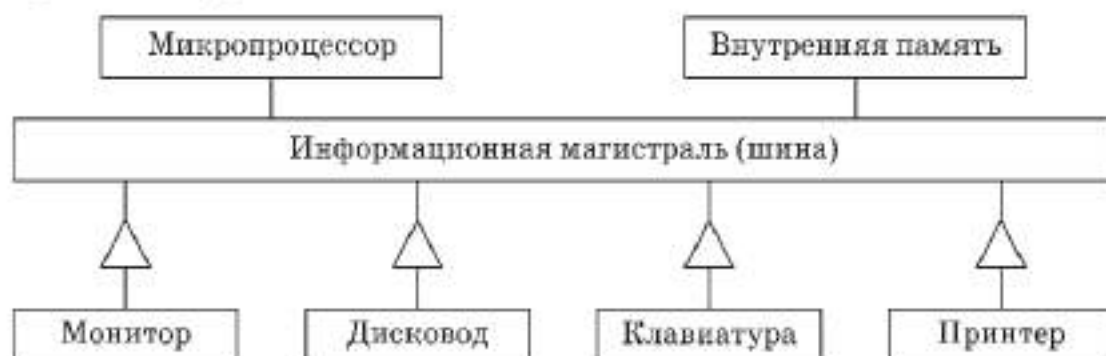 Микропроцессор
Внутренняя память
Информационная магистраль (шина)
Монитор
Дисковод
Клавиатура
Принтер